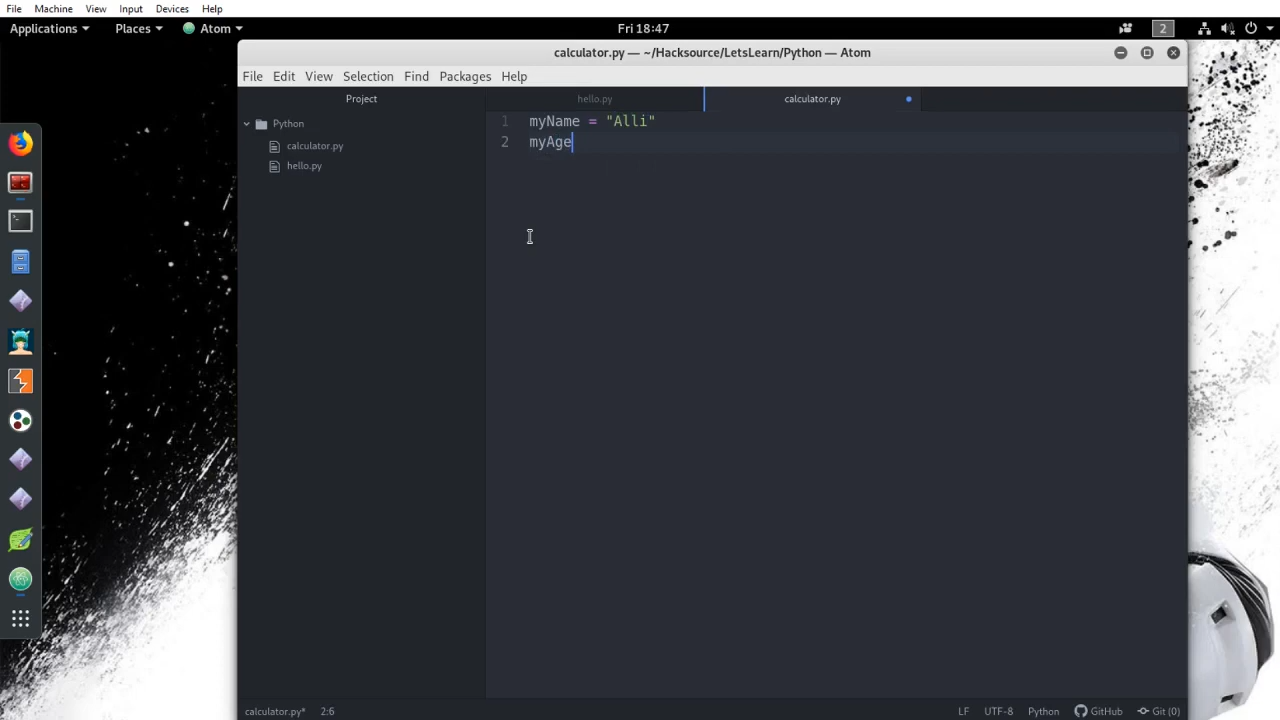 File Machine View Input Devices Help
Applications Places Atom Fri 18:47 2
calculator.py — ~/Hacksource/LetsLearn/Python — Atom
File Edit View Selection Find Packages Help
Project hello.py calculator.py
Python
calculator.py
hello.py
1 myName = "Alli"
2 myAge
calculator.py* 2:6 LF UTF-8 Python GitHub Git (0)